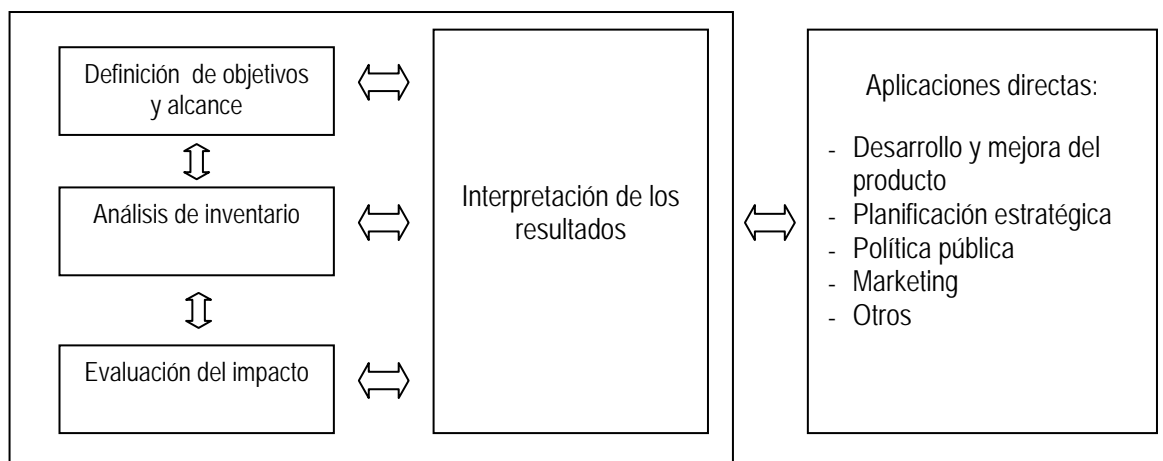 Definición de objetivos
y alcance
Análisis de inventario
Evaluación del impacto
Interpretación de los
resultados
Aplicaciones directas:
- Desarrollo y mejora del
producto
- Planificación estratégica
- Política pública
- Marketing
- Otros